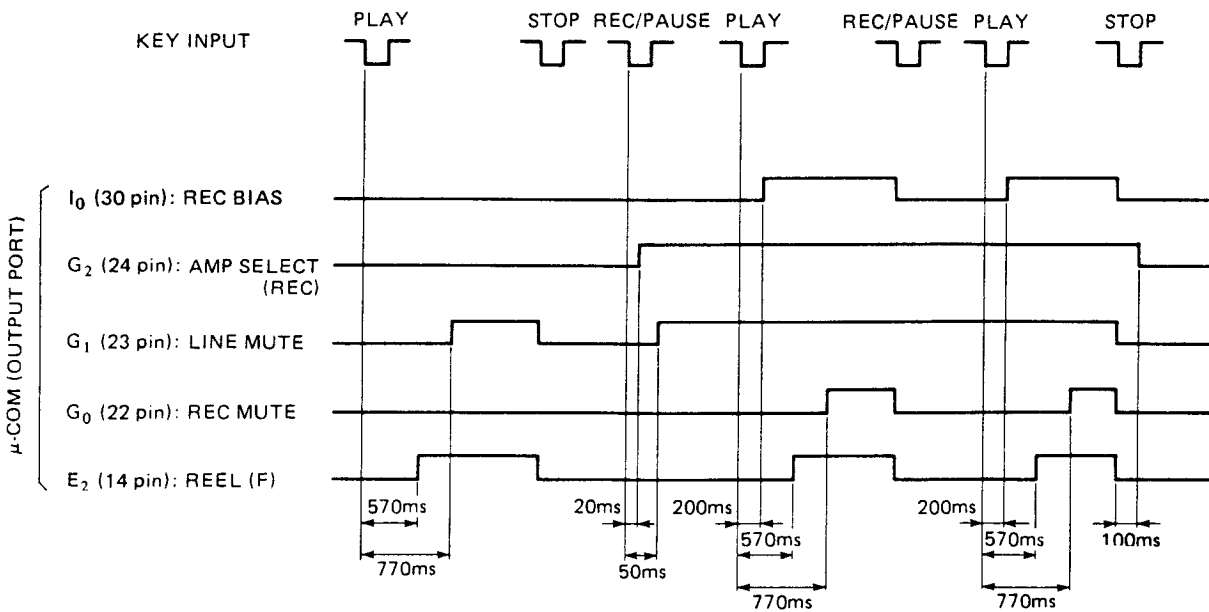 KEY INPUT
PLAY
STOP
REC/PAUSE
PLAY
REC/PAUSE
PLAY
STOP
μ-COM (OUTPUT PORT)
I₀ (30 pin): REC BIAS
G₂ (24 pin): AMP SELECT
(REC)
G₁ (23 pin): LINE MUTE
G₀ (22 pin): REC MUTE
E₂ (14 pin): REEL (F)
570ms
770ms
20ms
50ms
200ms
570ms
770ms
200ms
570ms
770ms
100ms